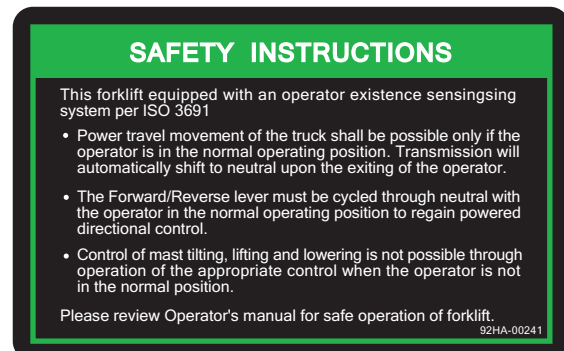 SAFETY INSTRUCTIONS
This forklift equipped with an operator existence sensingsing
system per ISO 3691
• Power travel movement of the truck shall be possible only if the
operator is in the normal operating position. Transmission will
automatically shift to neutral upon the exiting of the operator.
• The Forward/Reverse lever must be cycled through neutral with
the operator in the normal operating position to regain powered
directional control.
• Control of mast tilting, lifting and lowering is not possible through
operation of the appropriate control when the operator is not
in the normal position.
Please review Operator's manual for safe operation of forklift.
92HA-00241